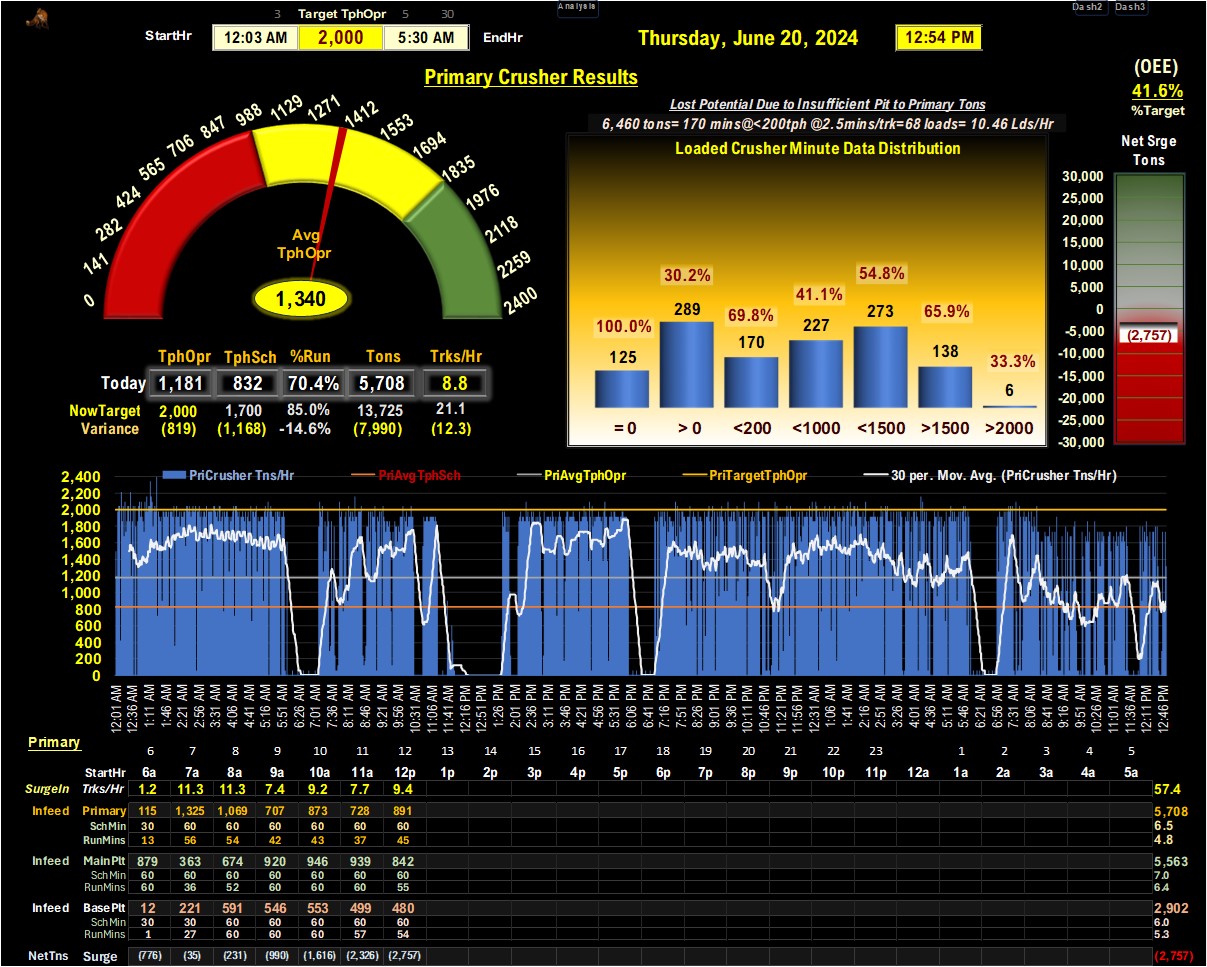 3 Target TphOpr 5 30 Analysis Dash2 Dash3
StartHr 12:03 AM 2,000 5:30 AM EndHr Thursday, June 20, 2024 12:54 PM
Primary Crusher Results
(OEE)
41.6%
%Target
Lost Potential Due to Insufficient Pit to Primary Tons
6,460 tons= 170 mins@<200tph @2.5mins/trk=68 loads= 10.46 Lds/Hr
0 141 282 424 565 706 847 988 1129 1271 1412 1553 1694 1835 1976 2118 2259 2400
Avg
TphOpr
1,340
Loaded Crusher Minute Data Distribution
100.0% 30.2% 69.8% 41.1% 54.8% 65.9% 33.3%
125 289 170 227 273 138 6
= 0 > 0 <200 <1000 <1500 >1500 >2000
Net Srge
Tons
30,000
25,000
20,000
15,000
10,000
5,000
0
-5,000
-10,000
-15,000
-20,000
-25,000
-30,000
(2,757)
TphOpr TphSch %Run Tons Trks/Hr
Today 1,181 832 70.4% 5,708 8.8
NowTarget 2,000 1,700 85.0% 13,725 21.1
Variance (819) (1,168) -14.6% (7,990) (12.3)
PriCrusher Tns/Hr PriAvgTphSch PriAvgTphOpr PriTargetTphOpr 30 per. Mov. Avg. (PriCrusher Tns/Hr)
2,400
2,200
2,000
1,800
1,600
1,400
1,200
1,000
800
600
400
200
0
12:01 AM 12:36 AM 1:11 AM 1:46 AM 2:21 AM 2:56 AM 3:31 AM 4:06 AM 4:41 AM 5:16 AM 5:51 AM 6:26 AM 7:01 AM 7:36 AM 8:11 AM 8:46 AM 9:21 AM 9:56 AM 10:31 AM 11:06 AM 11:41 AM 12:16 PM 12:51 PM 1:26 PM 2:01 PM 2:36 PM 3:11 PM 3:46 PM 4:21 PM 4:56 PM 5:31 PM 6:06 PM 6:41 PM 7:16 PM 7:51 PM 8:26 PM 9:01 PM 9:36 PM 10:11 PM 10:46 PM 11:21 PM 11:56 PM 12:31 AM 1:06 AM 1:41 AM 2:16 AM 2:51 AM 3:26 AM 4:01 AM 4:36 AM 5:11 AM 5:46 AM 6:21 AM 6:56 AM 7:31 AM 8:06 AM 8:41 AM 9:16 AM 9:51 AM 10:26 AM 11:01 AM 11:36 AM 12:11 PM 12:46 PM
Primary
6 7 8 9 10 11 12 13 14 15 16 17 18 19 20 21 22 23 1 2 3 4 5
StartHr 6a 7a 8a 9a 10a 11a 12p 1p 2p 3p 4p 5p 6p 7p 8p 9p 10p 11p 12a 1a 2a 3a 4a 5a
SurgeIn Trks/Hr 1.2 11.3 11.3 7.4 9.2 7.7 9.4 57.4
Infeed Primary 115 1,325 1,069 707 873 728 891 5,708
SchMin 30 60 60 60 60 60 60 6.5
RunMins 13 56 54 42 43 37 45 4.8
Infeed MainPlt 879 363 674 920 946 939 842 5,563
SchMin 60 60 60 60 60 60 60 7.0
RunMins 60 36 52 60 60 60 55 6.4
Infeed BasePlt 12 221 591 546 553 499 480 2,902
SchMin 30 30 60 60 60 60 60 6.0
RunMins 1 27 60 60 60 57 54 5.3
NetTns Surge (776) (35) (231) (990) (1,616) (2,326) (2,757) (2,757)